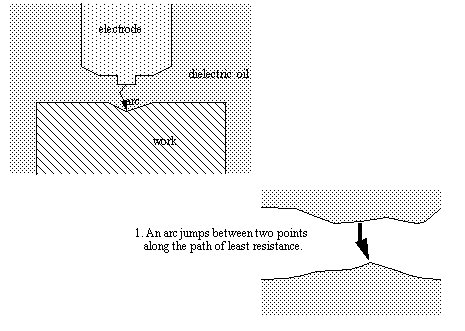 electrode
dielectric oil
arc
work
1. An arc jumps between two points
along the path of least resistance.